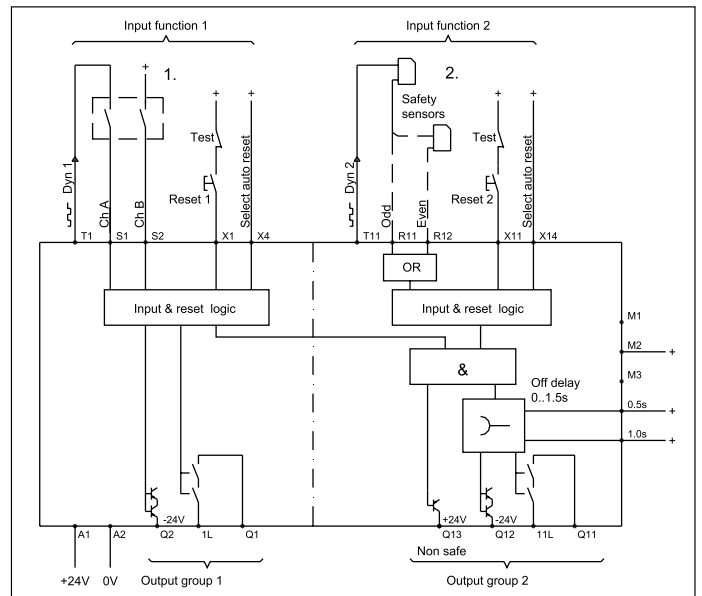 Input function 1
Input function 2
+
1.
2.
+
+
+
+
Safety
sensors
Test
Test
Dyn 1
Ch A
Ch B
Reset 1
Select auto reset
Dyn 2
Odd
Even
Reset 2
Select auto reset
T1
S1
S2
X1
X4
T11
R11
R12
X11
X14
OR
Input & reset logic
Input & reset logic
M1
M2
+
&
M3
Off delay
0..1.5s
0.5s
+
1.0s
+
-24V
+24V
-24V
A1
A2
Q2
1L
Q1
Q13
Q12
11L
Q11
Non safe
+24V
0V
Output group 1
Output group 2